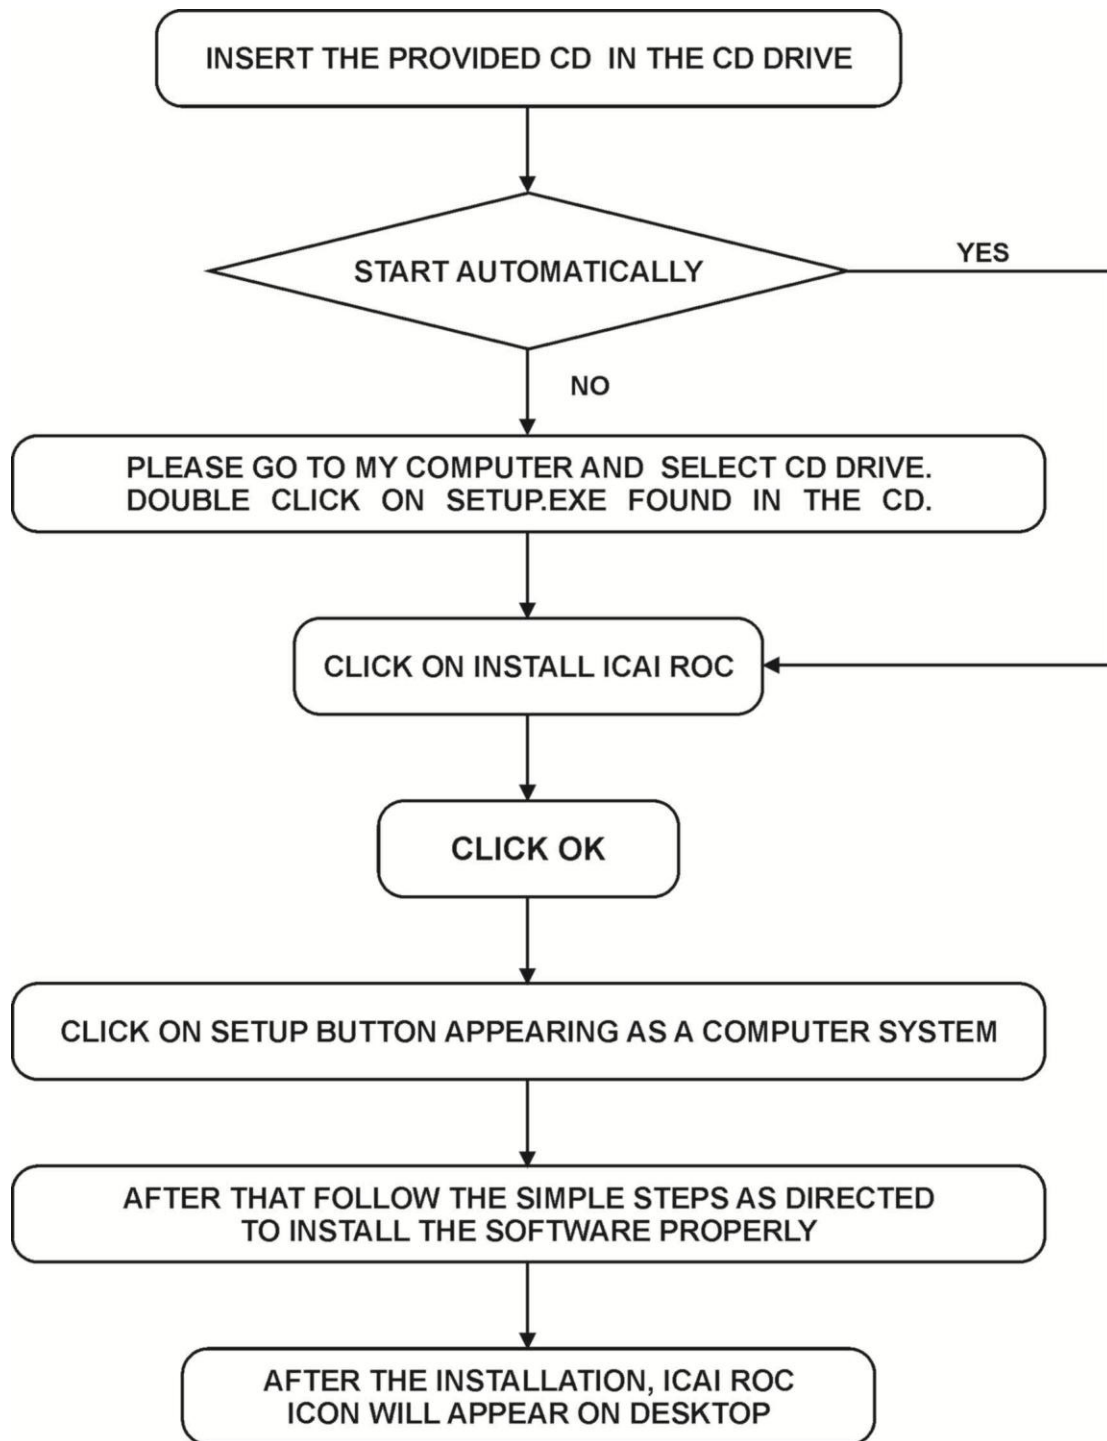 INSERT THE PROVIDED CD IN THE CD DRIVE
START AUTOMATICALLY
YES
NO
PLEASE GO TO MY COMPUTER AND SELECT CD DRIVE.
DOUBLE CLICK ON SETUP.EXE FOUND IN THE CD.
CLICK ON INSTALL ICAI ROC
CLICK OK
CLICK ON SETUP BUTTON APPEARING AS A COMPUTER SYSTEM
AFTER THAT FOLLOW THE SIMPLE STEPS AS DIRECTED
TO INSTALL THE SOFTWARE PROPERLY
AFTER THE INSTALLATION, ICAI ROC
ICON WILL APPEAR ON DESKTOP